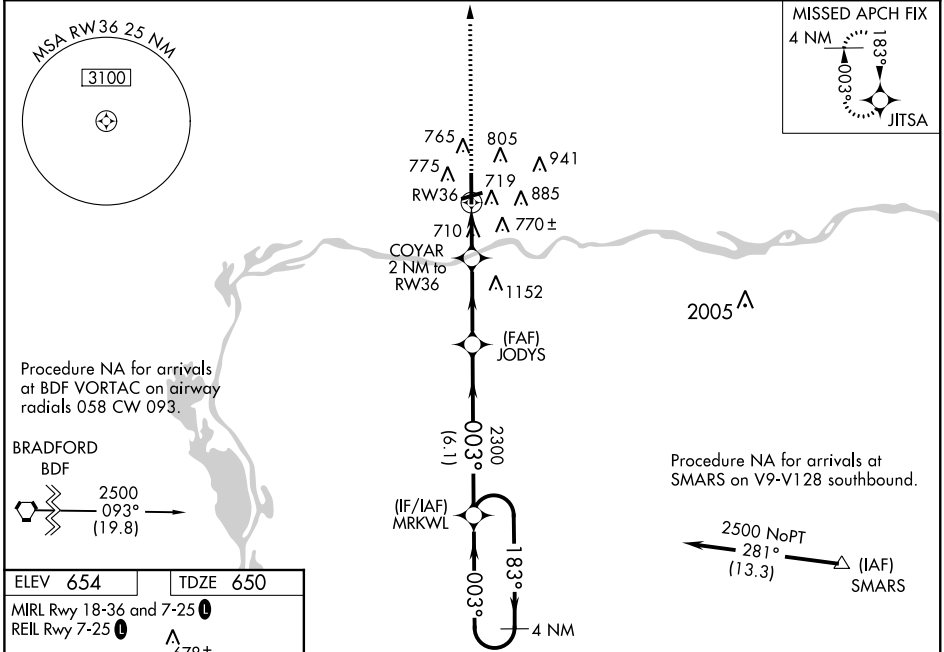 MSA RW36 25 NM
3100
MISSED APCH FIX
4 NM
183°
003°
JITSA
765
805
941
775
719
885
RW36
710
770±
COYAR
2 NM to
RW36
1152
2005
(FAF)
JODYS
Procedure NA for arrivals
at BDF VORTAC on airway
radials 058 CW 093.
BRADFORD
BDF
2500
093°
(19.8)
2300
003°
(6.1)
(IF/IAF)
MRKWL
183°
003°
4 NM
Procedure NA for arrivals at
SMARS on V9-V128 southbound.
2500 NoPT
281°
(13.3)
(IAF)
SMARS
ELEV 654
TDZE 650
MIRL Rwy 18-36 and 7-25 L
REIL Rwy 7-25 L